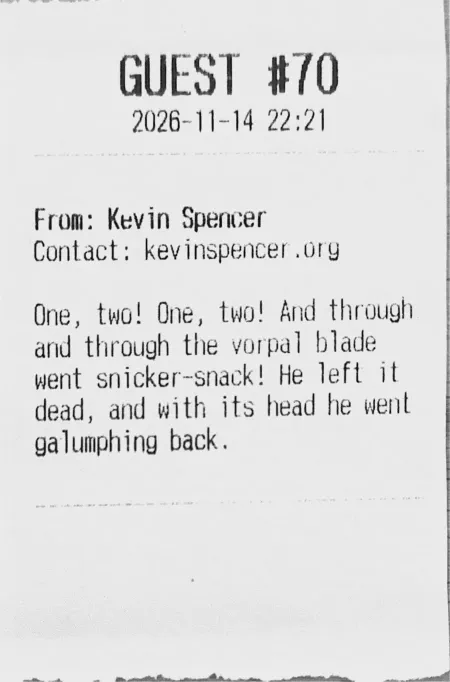 GUEST #70
2026-11-14 22:21
From: Kevin Spencer
Contact: kevinspencer.org
One, two! One, two! And through
and through the vorpal blade
went snicker-snack! He left it
dead, and with its head he went
galumphing back.